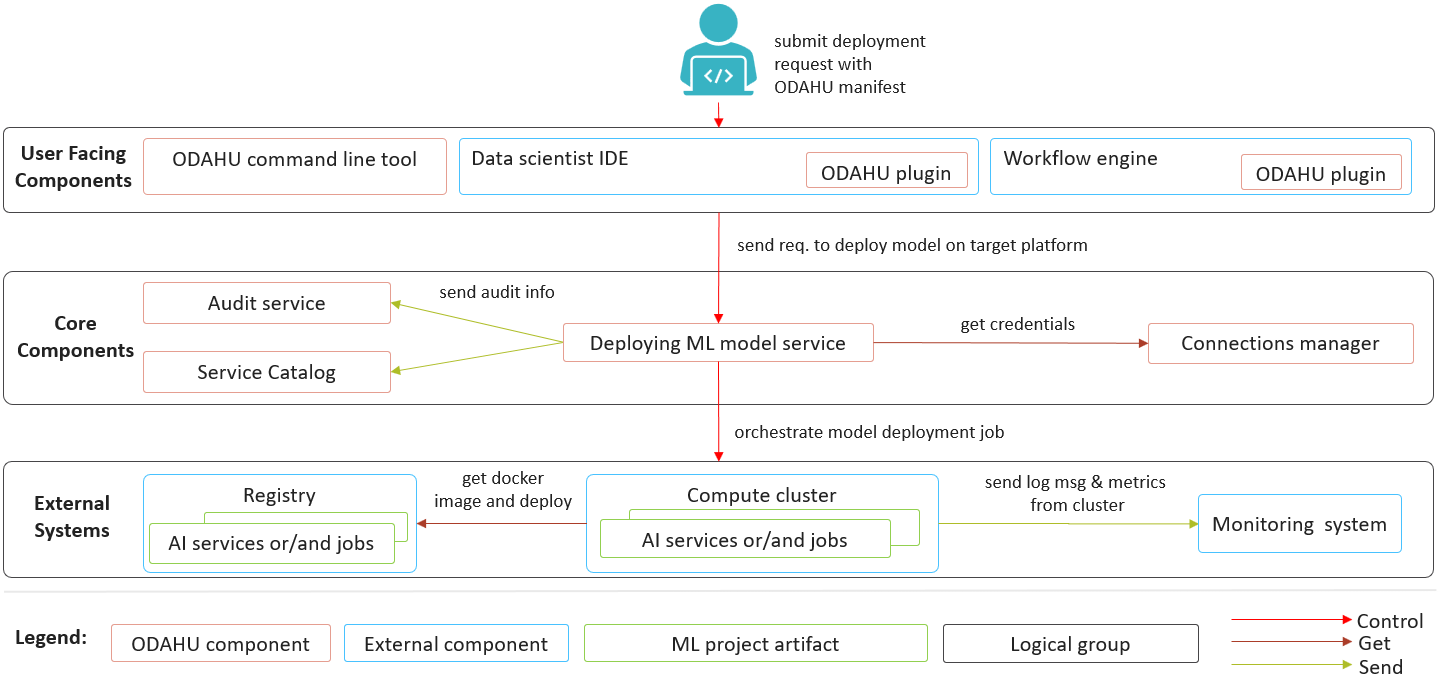 submit deployment
request with
ODAHU manifest
</>
User Facing
Components
ODAHU command line tool
Data scientist IDE
ODAHU plugin
Workflow engine
ODAHU plugin
send req. to deploy model on target platform
Core
Components
Audit service
send audit info
Service Catalog
Deploying ML model service
get credentials
Connections manager
orchestrate model deployment job
External
Systems
Registry
AI services or/and jobs
get docker
image and deploy
Compute cluster
AI services or/and jobs
send log msg & metrics
from cluster
Monitoring system
Legend:
ODAHU component
External component
ML project artifact
Logical group
Control
Get
Send